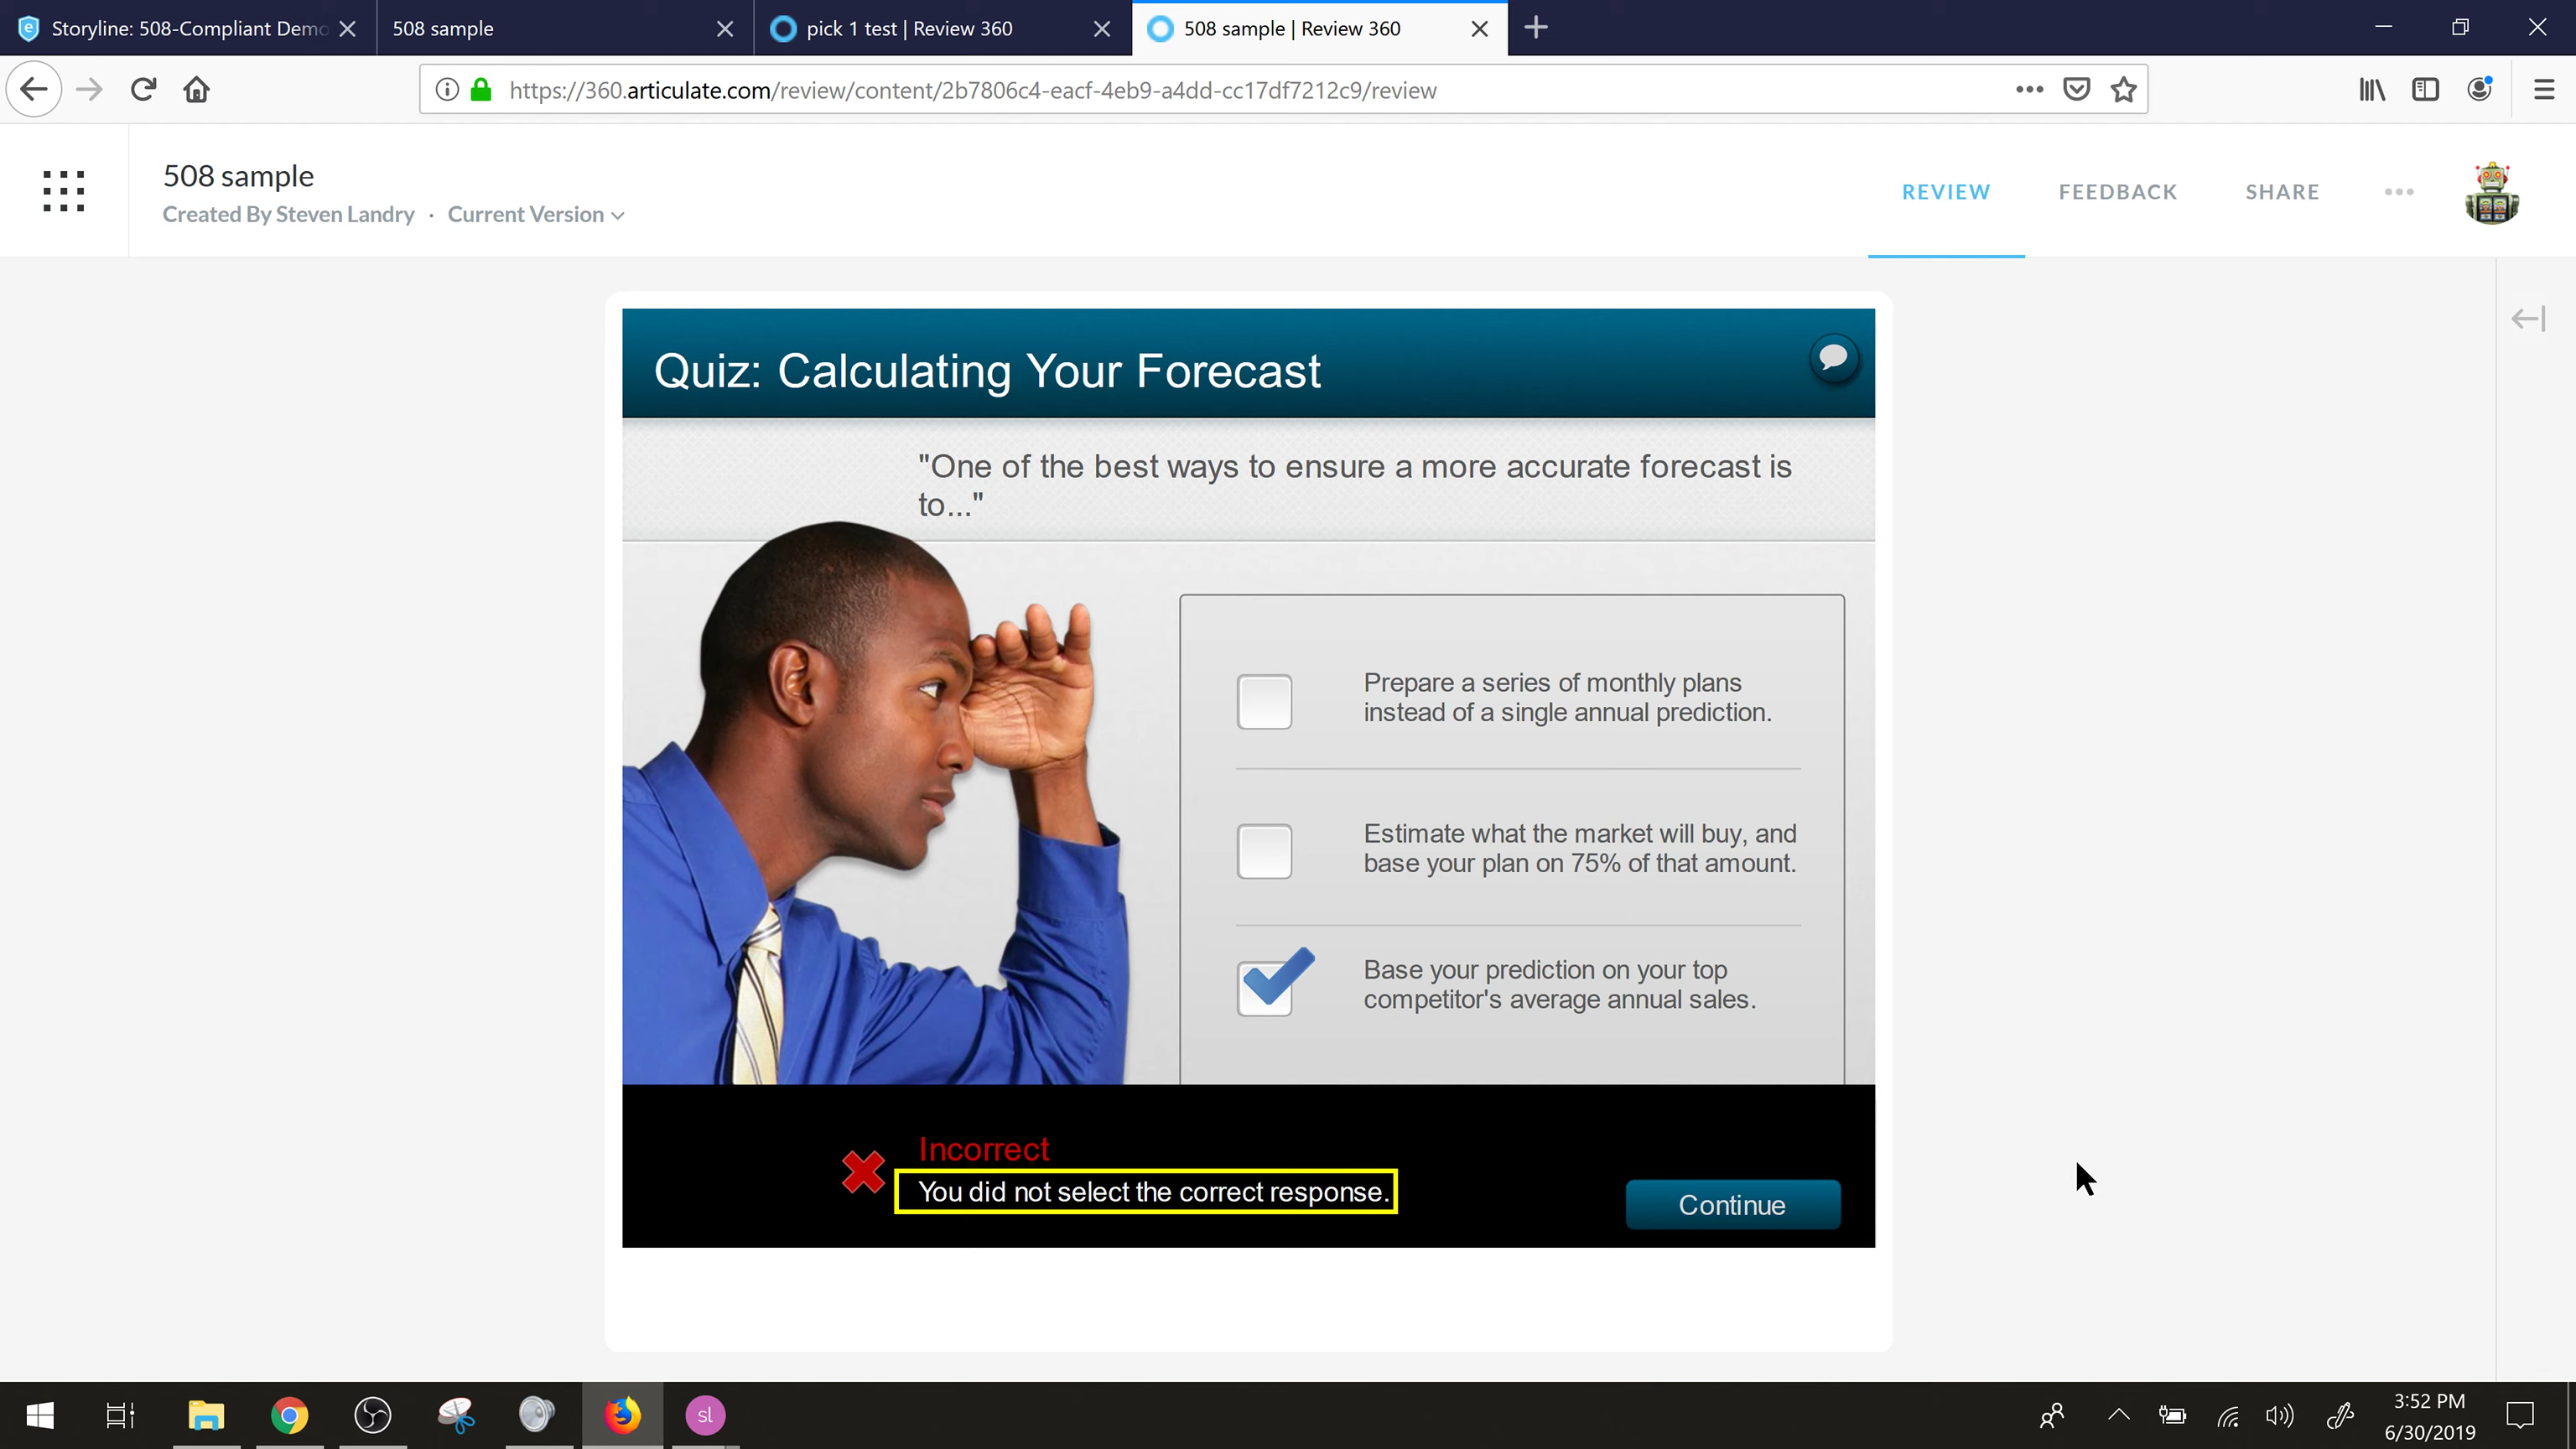 Storyline: 508-Compliant Demo
508 sample
pick 1 test | Review 360
508 sample | Review 360
https://360.articulate.com/review/content/2b7806c4-eacf-4eb9-a4dd-cc17df7212c9/review
508 sample
Created By Steven Landry · Current Version
REVIEW
FEEDBACK
SHARE
Quiz: Calculating Your Forecast
"One of the best ways to ensure a more accurate forecast is
to..."
Prepare a series of monthly plans
instead of a single annual prediction.
Estimate what the market will buy, and
base your plan on 75% of that amount.
Base your prediction on your top
competitor's average annual sales.
Incorrect
You did not select the correct response.
Continue
sl
3:52 PM
6/30/2019